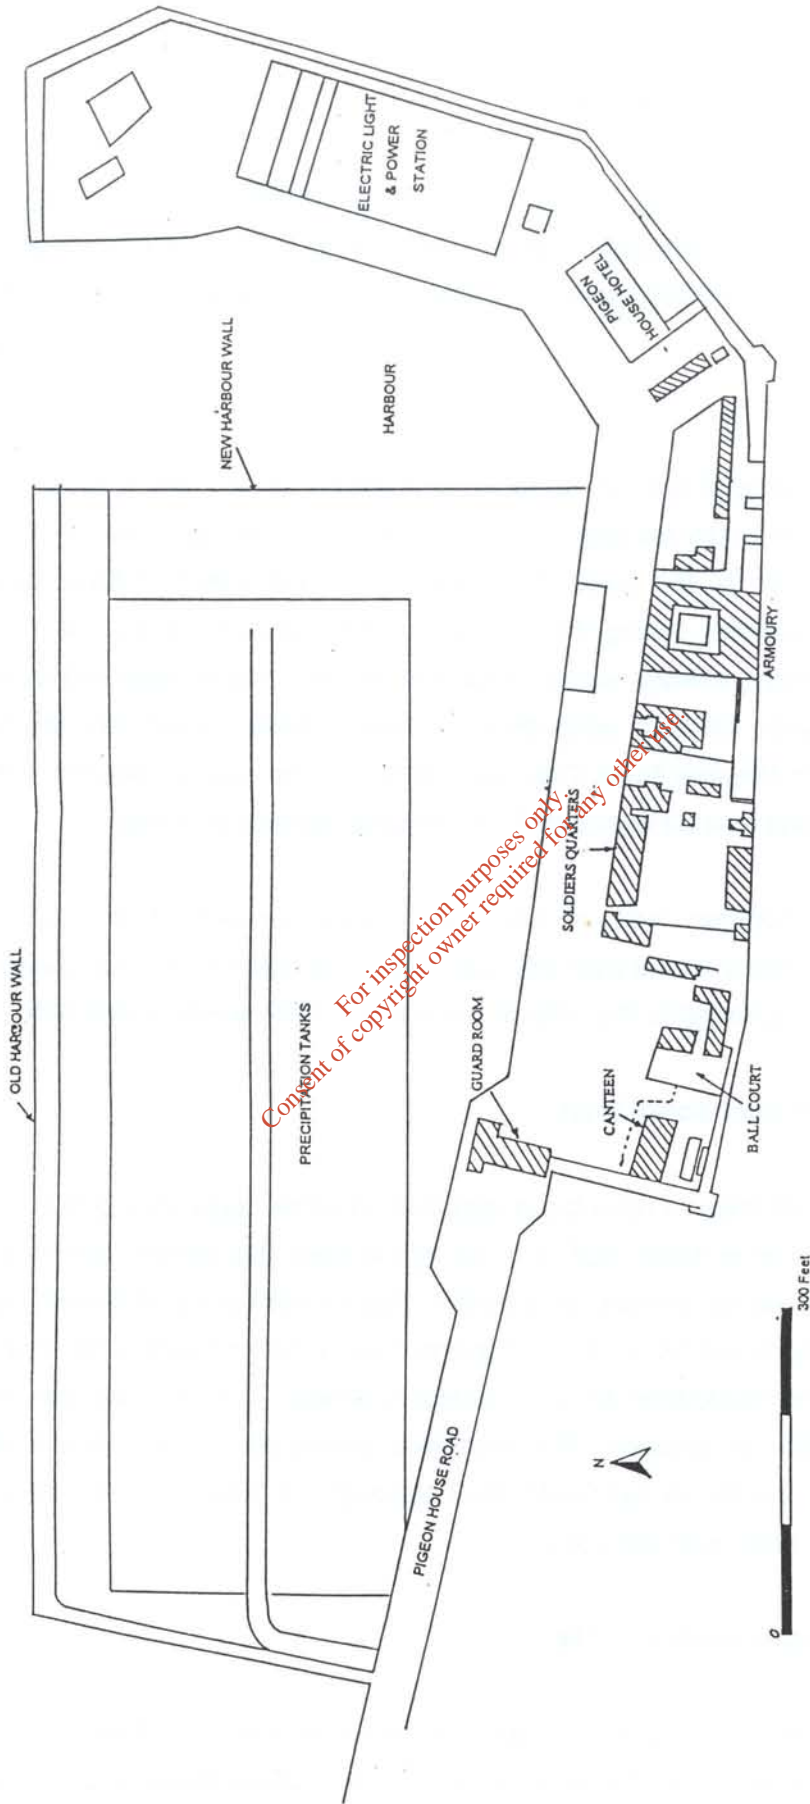 OLD HARBOUR WALL
NEW HARBOUR WALL
HARBOUR
ELECTRIC LIGHT
& POWER
STATION
PIGEON
HOUSE HOTEL
PRECIPITATION TANKS
For inspection purposes only.
Consent of copyright owner required for any other use.
GUARD ROOM
SOLDIERS QUARTERS
ARMOURY
CANTEEN
BALL COURT
PIGEON HOUSE ROAD
N
0
300 Feet